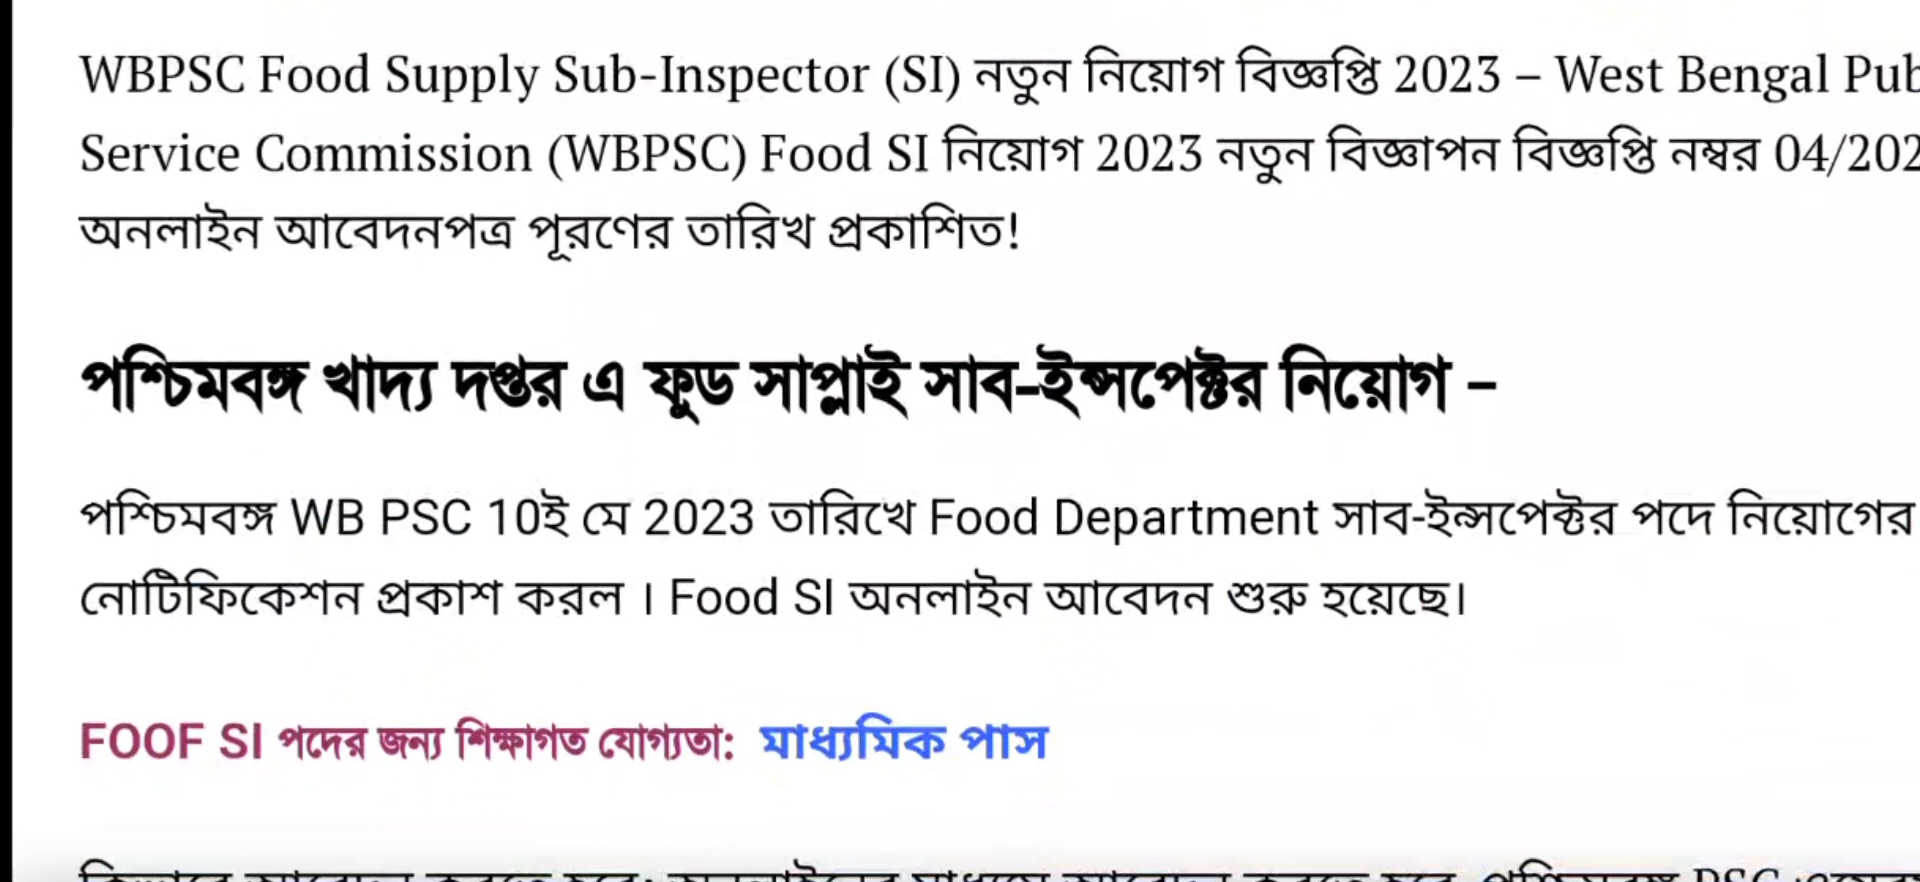 WBPSC Food Supply Sub-Inspector (SI) নতুন নিয়োগ বিজ্ঞপ্তি 2023 – West Bengal Pub
Service Commission (WBPSC) Food SI নিয়োগ 2023 নতুন বিজ্ঞাপন বিজ্ঞপ্তি নম্বর 04/202
অনলাইন আবেদনপত্র পূরণের তারিখ প্রকাশিত!
পশ্চিমবঙ্গ খাদ্য দপ্তর এ ফুড সাপ্লাই সাব-ইন্সপেক্টর নিয়োগ –
পশ্চিমবঙ্গ WB PSC 10ই মে 2023 তারিখে Food Department সাব-ইন্সপেক্টর পদে নিয়োগের
নোটিফিকেশন প্রকাশ করল । Food SI অনলাইন আবেদন শুরু হয়েছে।
FOOF SI পদের জন্য শিক্ষাগত যোগ্যতা: মাধ্যমিক পাস